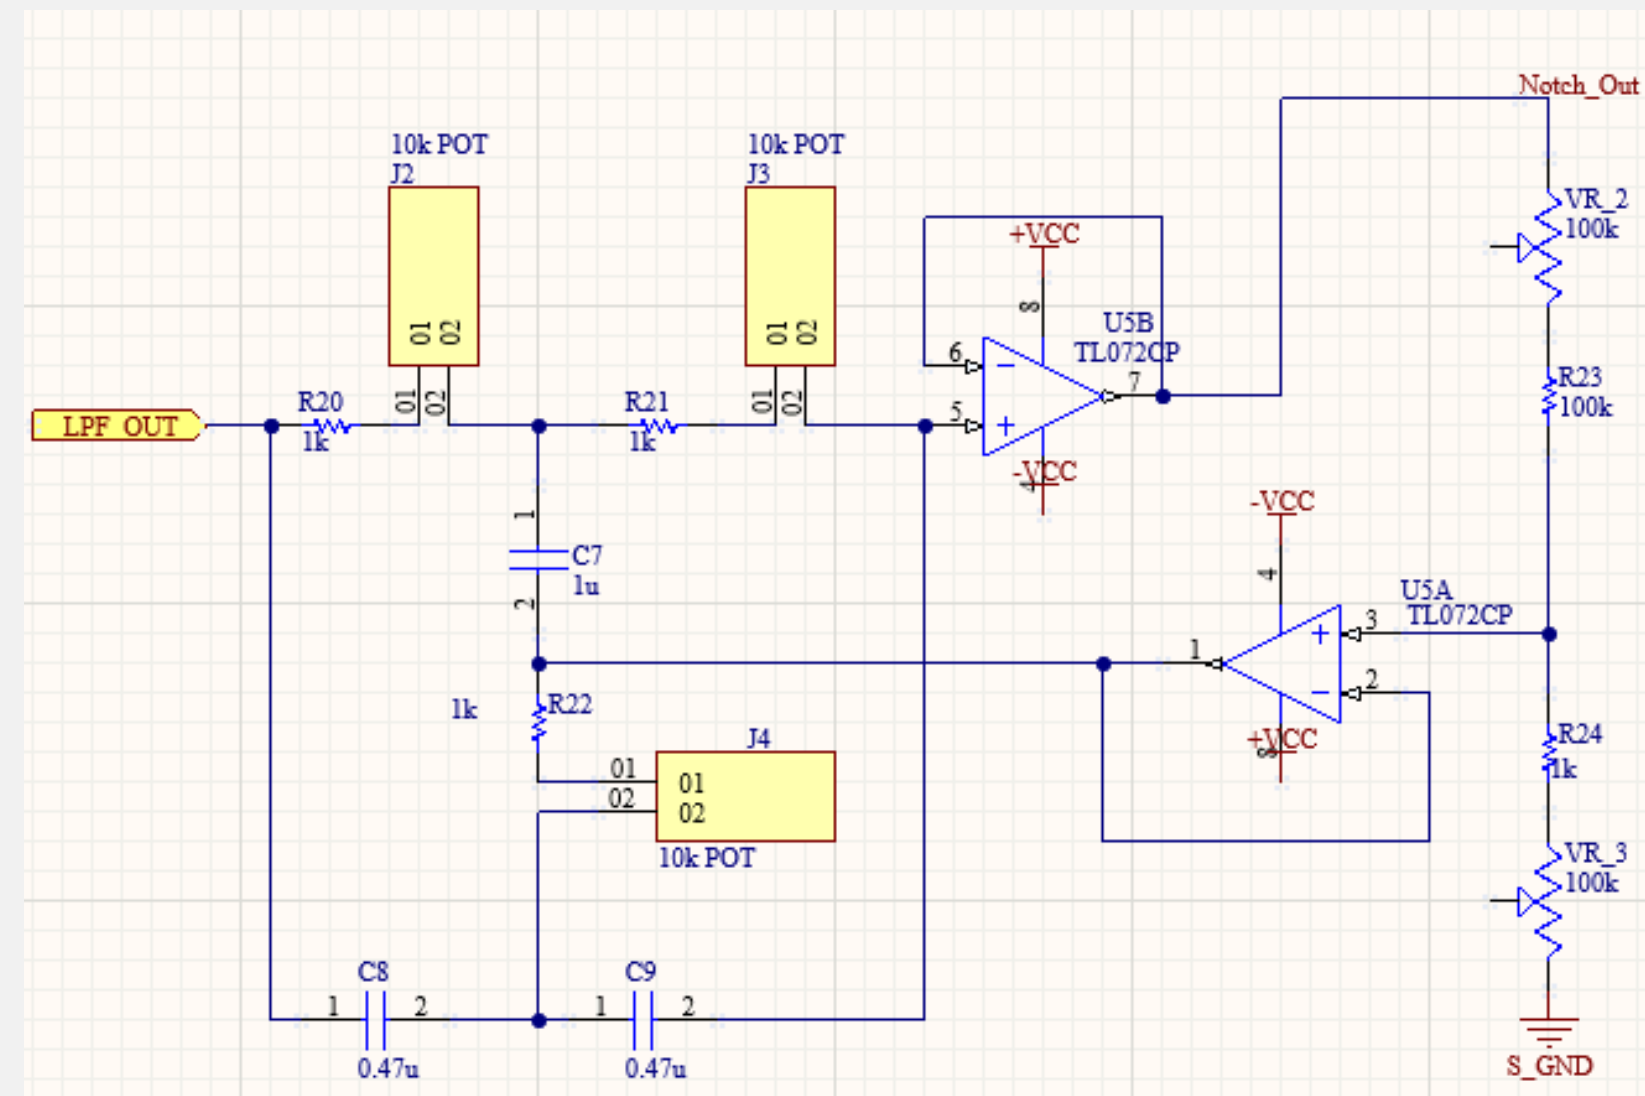 Notch_Out
10k POT
J2
10k POT
J3
VR_2
100k
+VCC
8
01
02
01
02
U5B
TL072CP
6
7
R23
100k
01
02
01
02
LPF_OUT
R20
1k
R21
1k
5
-VCC
4
-VCC
1
C7
1u
2
4
U5A
TL072CP
3
1
2
1k
R22
J4
+VCC
8
R24
1k
01
01
02
02
10k POT
VR_3
100k
C8
C9
1
2
1
2
0.47u
0.47u
S_GND